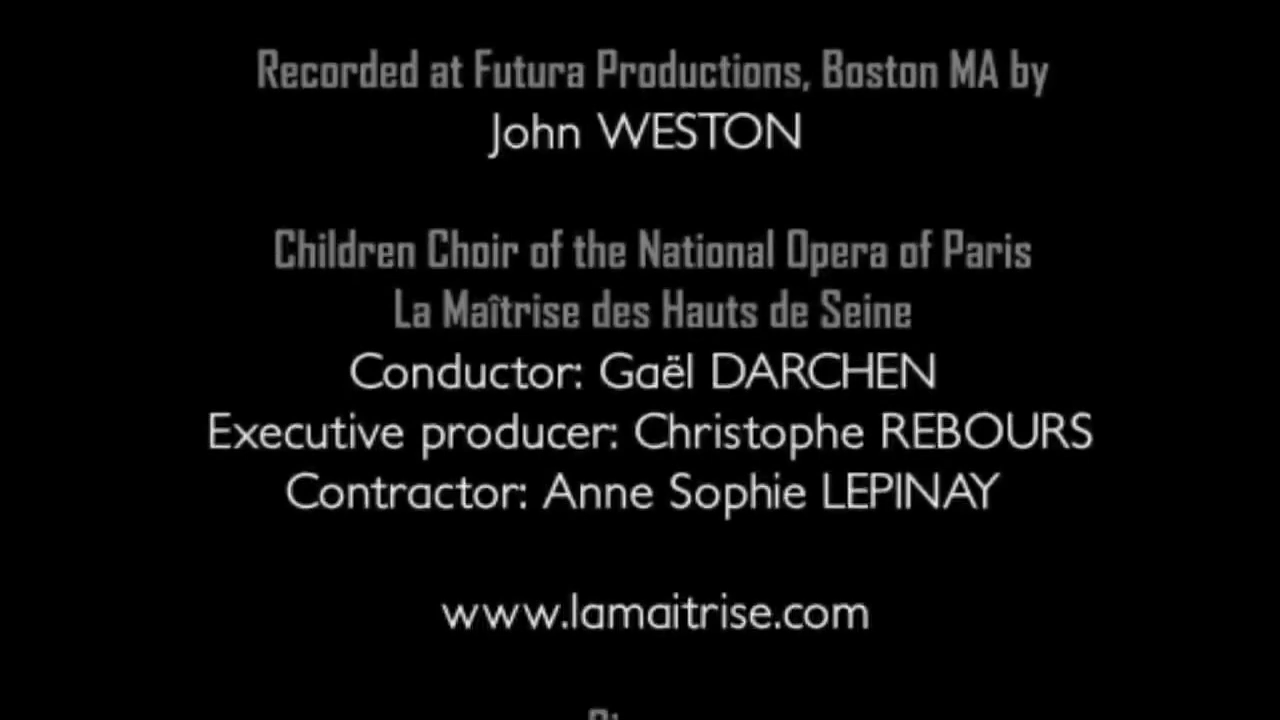 Recorded at Futura Productions, Boston MA by
John WESTON
Children Choir of the National Opera of Paris
La Maîtrise des Hauts de Seine
Conductor: Gaël DARCHEN
Executive producer: Christophe REBOURS
Contractor: Anne Sophie LEPINAY
www.lamaitrise.com